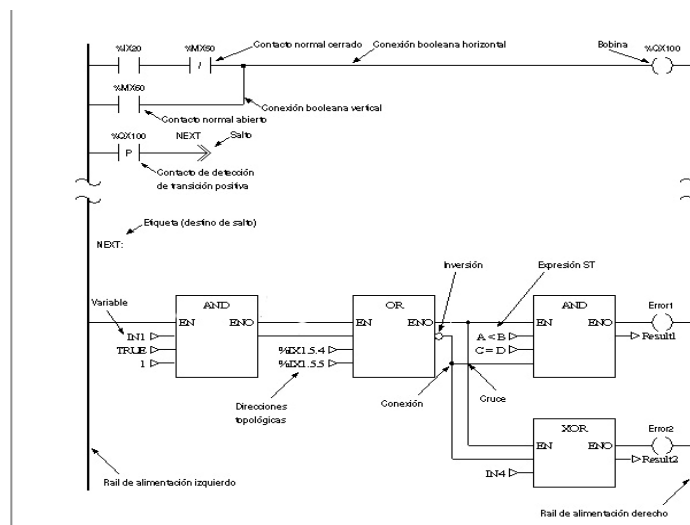 %IX20
%MX50
Contacto normal cerrado
Conexión booleana horizontal
Bobina
%QX100
/
%MX60
Conexión booleana vertical
Contacto normal abierto
%QX100
NEXT
Salto
P
Contacto de detección
de transición positiva
Etiqueta (destino de salto)
NEXT:
Inversión
Expresión ST
Variable
AND
OR
AND
Error1
EN ENO
EN ENO
EN ENO
IN1
TRUE
1
%IX1.5.4
%IX1.5.5
A < B
C = D
Result1
Direcciones
topológicas
Conexión
Cruce
XOR
Error2
EN ENO
Result2
IN4
Rail de alimentación izquierdo
Rail de alimentación derecho